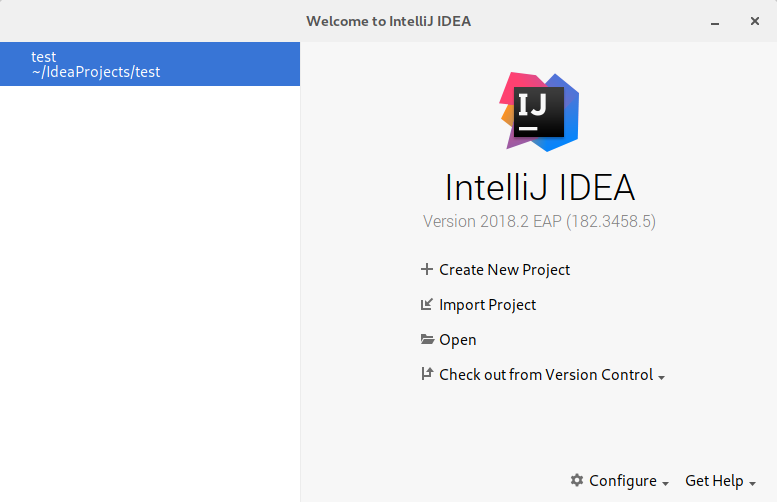 Welcome to IntelliJ IDEA
test
~/IdeaProjects/test
IJ
IntelliJ IDEA
Version 2018.2 EAP (182.3458.5)
Create New Project
Import Project
Open
Check out from Version Control
Configure
Get Help